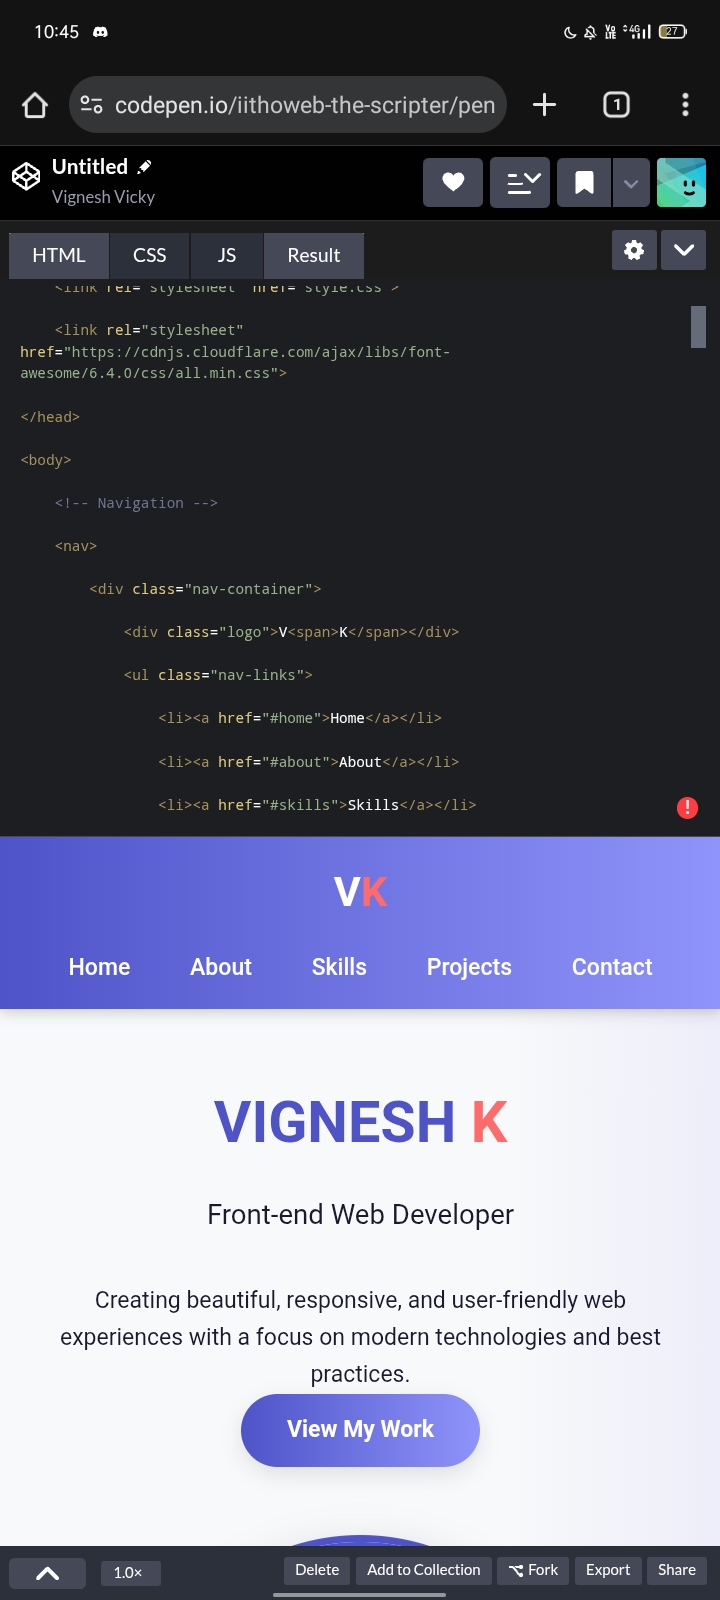 10:45 Vo LTE 4G 27
codepen.io/iithoweb-the-scripter/pen 1
Untitled
Vignesh Vicky
HTML CSS JS Result
<link rel="stylesheet" href="style.css">
<link rel="stylesheet"
href="https://cdnjs.cloudflare.com/ajax/libs/font-
awesome/6.4.0/css/all.min.css">
</head>
<body>
<!-- Navigation -->
<nav>
<div class="nav-container">
<div class="logo">V<span>K</span></div>
<ul class="nav-links">
<li><a href="#home">Home</a></li>
<li><a href="#about">About</a></li>
<li><a href="#skills">Skills</a></li>
!
VK
Home About Skills Projects Contact
VIGNESH K
Front-end Web Developer
Creating beautiful, responsive, and user-friendly web
experiences with a focus on modern technologies and best
practices.
View My Work
1.0× Delete Add to Collection Fork Export Share